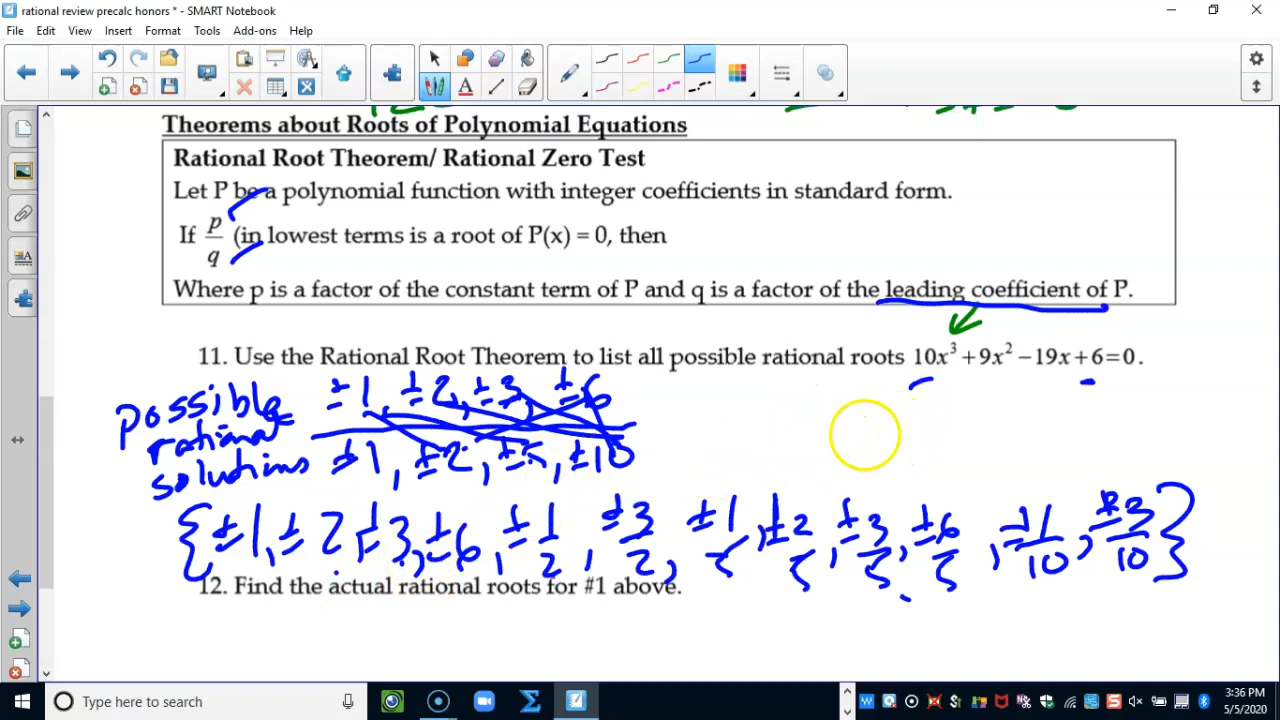 rational review precalc honors * - SMART Notebook
File Edit View Insert Format Tools Add-ons Help
Theorems about Roots of Polynomial Equations
Rational Root Theorem/ Rational Zero Test
Let P be a polynomial function with integer coefficients in standard form.
If p/q (in lowest terms is a root of P(x) = 0, then
Where p is a factor of the constant term of P and q is a factor of the leading coefficient of P.
11. Use the Rational Root Theorem to list all possible rational roots 10x³ +9x² −19x +6=0.
possible rational solutions
±1, ±2, ±3, ±6
±1, ±2, ±5, ±10
{±1, ±2, ±3, ±6, ±1/2, ±3/2, ±1/5, ±2/5, ±3/5, ±6/5, ±1/10, ±3/10}
12. Find the actual rational roots for #1 above.
Type here to search
3:36 PM
5/5/2020